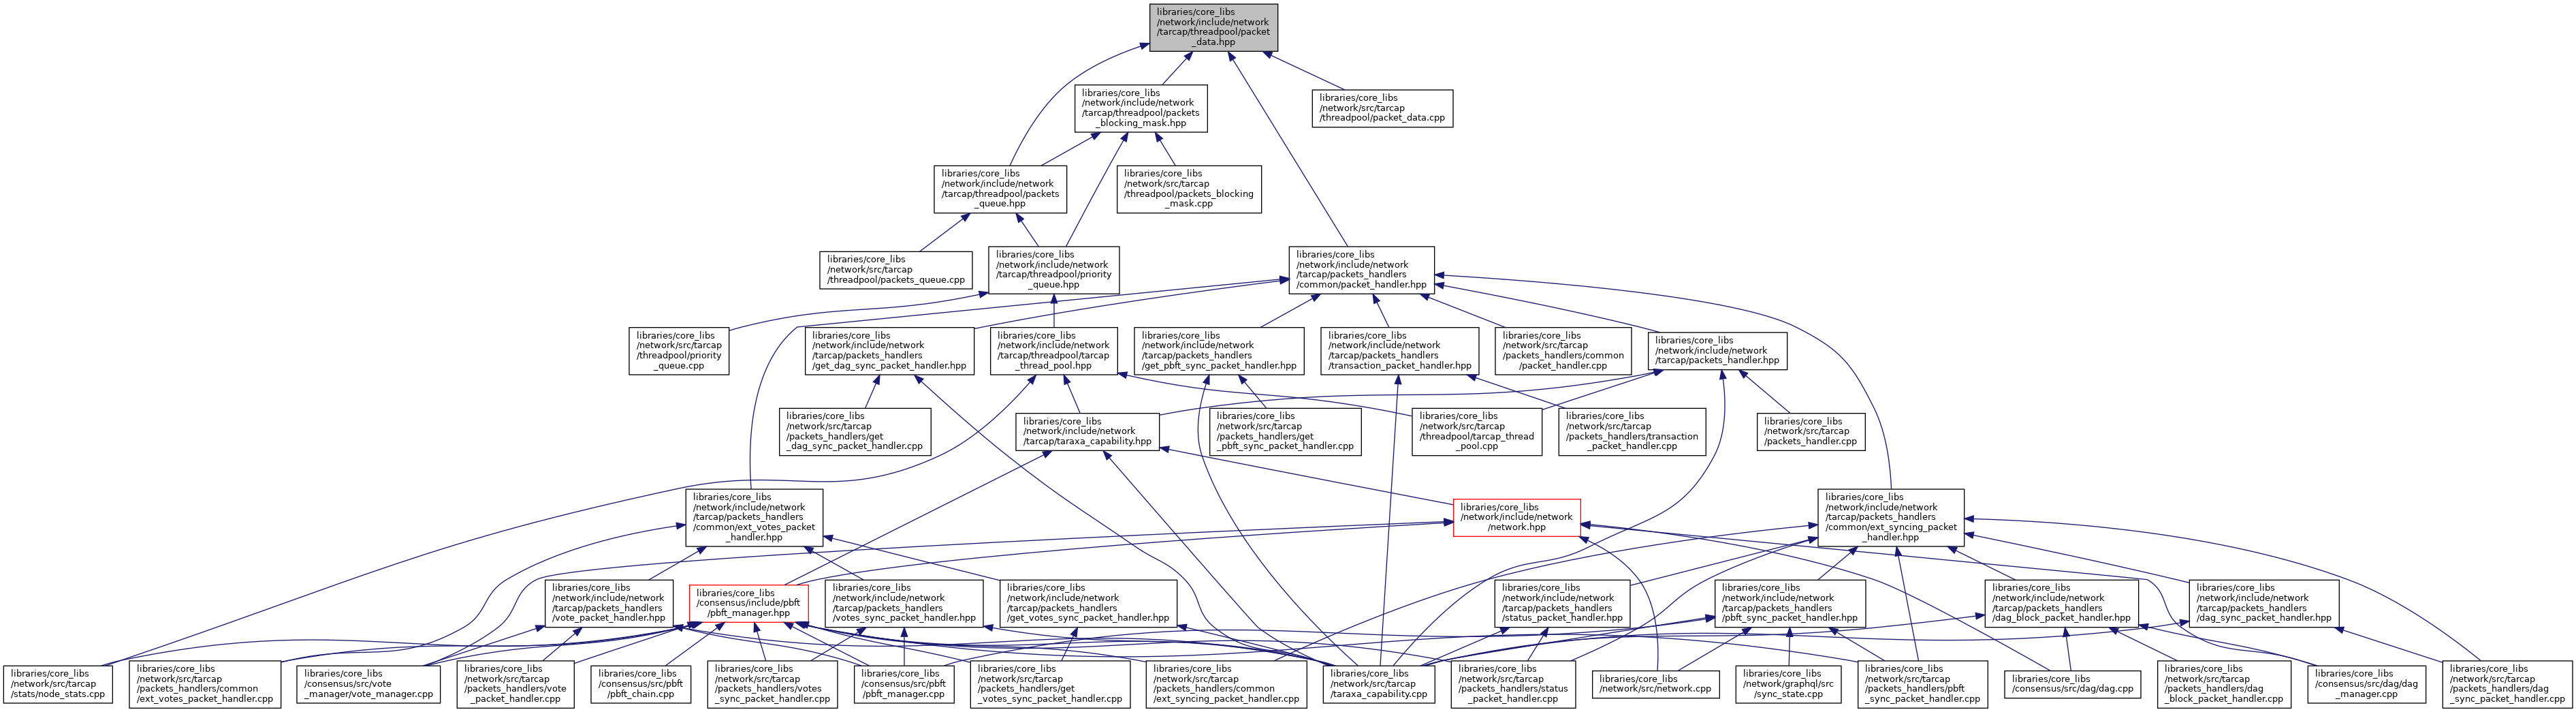 libraries/core_libs
/network/include/network
/tarcap/threadpool/packet
_data.hpp
libraries/core_libs
/network/include/network
/tarcap/threadpool/packets
_blocking_mask.hpp
libraries/core_libs
/network/src/tarcap
/threadpool/packet_data.cpp
libraries/core_libs
/network/include/network
/tarcap/threadpool/packets
_queue.hpp
libraries/core_libs
/network/src/tarcap
/threadpool/packets_blocking
_mask.cpp
libraries/core_libs
/network/src/tarcap
/threadpool/packets_queue.cpp
libraries/core_libs
/network/include/network
/tarcap/threadpool/priority
_queue.hpp
libraries/core_libs
/network/include/network
/tarcap/packets_handlers
/common/packet_handler.hpp
libraries/core_libs
/network/src/tarcap
/threadpool/priority
_queue.cpp
libraries/core_libs
/network/include/network
/tarcap/packets_handlers
/get_dag_sync_packet_handler.hpp
libraries/core_libs
/network/include/network
/tarcap/threadpool/tarcap
_thread_pool.hpp
libraries/core_libs
/network/include/network
/tarcap/packets_handlers
/get_pbft_sync_packet_handler.hpp
libraries/core_libs
/network/include/network
/tarcap/packets_handlers
/transaction_packet_handler.hpp
libraries/core_libs
/network/src/tarcap
/packets_handlers/common
/packet_handler.cpp
libraries/core_libs
/network/include/network
/tarcap/packets_handler.hpp
libraries/core_libs
/network/src/tarcap
/packets_handlers/get
_dag_sync_packet_handler.cpp
libraries/core_libs
/network/include/network
/tarcap/taraxa_capability.hpp
libraries/core_libs
/network/src/tarcap
/packets_handlers/get
_pbft_sync_packet_handler.cpp
libraries/core_libs
/network/src/tarcap
/threadpool/tarcap_thread
_pool.cpp
libraries/core_libs
/network/src/tarcap
/packets_handlers/transaction
_packet_handler.cpp
libraries/core_libs
/network/src/tarcap
/packets_handler.cpp
libraries/core_libs
/network/include/network
/tarcap/packets_handlers
/common/ext_votes_packet
_handler.hpp
libraries/core_libs
/network/include/network
/network.hpp
libraries/core_libs
/network/include/network
/tarcap/packets_handlers
/common/ext_syncing_packet
_handler.hpp
libraries/core_libs
/network/include/network
/tarcap/packets_handlers
/vote_packet_handler.hpp
libraries/core_libs
/consensus/include/pbft
/pbft_manager.hpp
libraries/core_libs
/network/include/network
/tarcap/packets_handlers
/votes_sync_packet_handler.hpp
libraries/core_libs
/network/include/network
/tarcap/packets_handlers
/get_votes_sync_packet_handler.hpp
libraries/core_libs
/network/include/network
/tarcap/packets_handlers
/status_packet_handler.hpp
libraries/core_libs
/network/include/network
/tarcap/packets_handlers
/pbft_sync_packet_handler.hpp
libraries/core_libs
/network/include/network
/tarcap/packets_handlers
/dag_block_packet_handler.hpp
libraries/core_libs
/network/include/network
/tarcap/packets_handlers
/dag_sync_packet_handler.hpp
libraries/core_libs
/network/src/tarcap
/stats/node_stats.cpp
libraries/core_libs
/network/src/tarcap
/packets_handlers/common
/ext_votes_packet_handler.cpp
libraries/core_libs
/consensus/src/vote
_manager/vote_manager.cpp
libraries/core_libs
/network/src/tarcap
/packets_handlers/vote
_packet_handler.cpp
libraries/core_libs
/consensus/src/pbft
/pbft_chain.cpp
libraries/core_libs
/network/src/tarcap
/packets_handlers/votes
_sync_packet_handler.cpp
libraries/core_libs
/consensus/src/pbft
/pbft_manager.cpp
libraries/core_libs
/network/src/tarcap
/packets_handlers/get
_votes_sync_packet_handler.cpp
libraries/core_libs
/network/src/tarcap
/packets_handlers/common
/ext_syncing_packet_handler.cpp
libraries/core_libs
/network/src/tarcap
/taraxa_capability.cpp
libraries/core_libs
/network/src/tarcap
/packets_handlers/status
_packet_handler.cpp
libraries/core_libs
/network/src/network.cpp
libraries/core_libs
/network/graphql/src
/sync_state.cpp
libraries/core_libs
/network/src/tarcap
/packets_handlers/pbft
_sync_packet_handler.cpp
libraries/core_libs
/consensus/src/dag/dag.cpp
libraries/core_libs
/network/src/tarcap
/packets_handlers/dag
_block_packet_handler.cpp
libraries/core_libs
/consensus/src/dag/dag
_manager.cpp
libraries/core_libs
/network/src/tarcap
/packets_handlers/dag
_sync_packet_handler.cpp